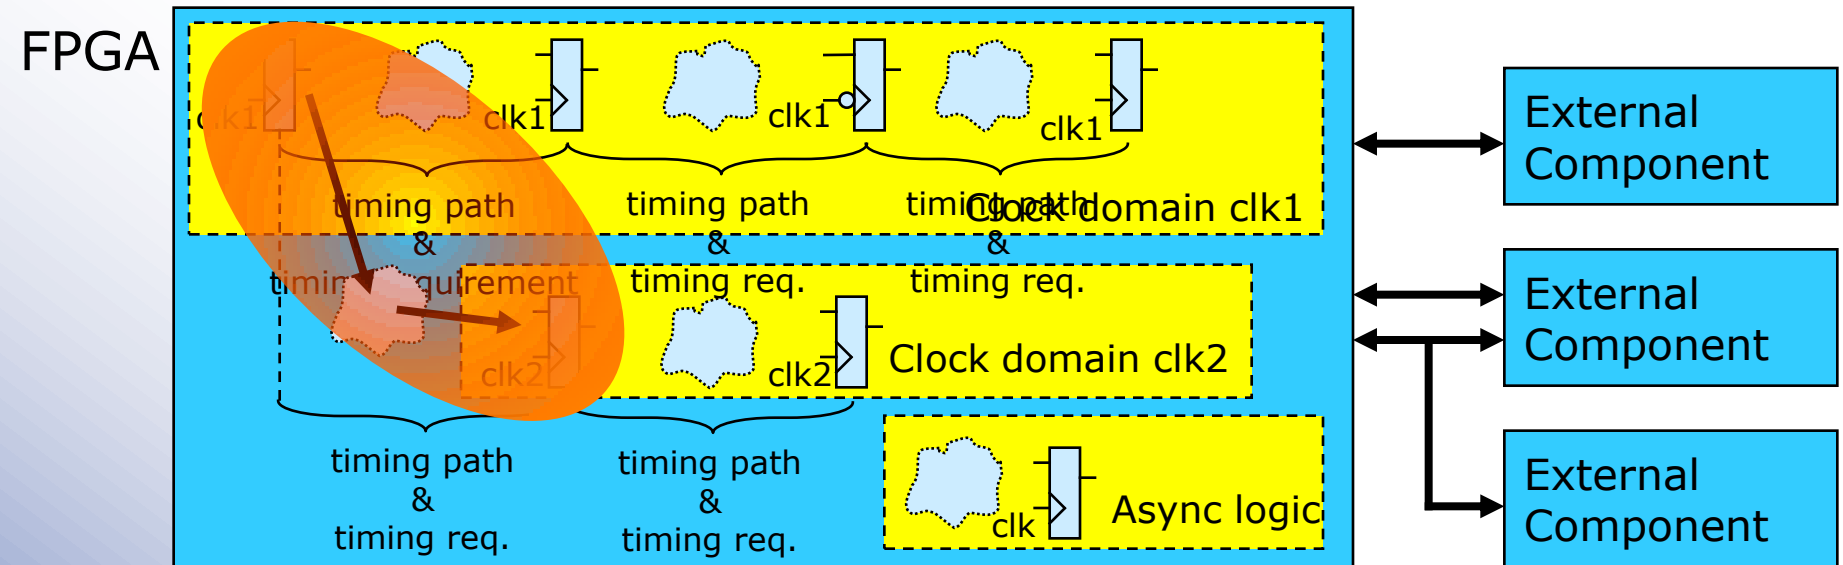 FPGA
clk1
clk1
clk1
clk1
timing path
&
timing requirement
timing path
&
timing req.
timing path
&
timing req.
Clock domain clk1
clk2
clk2
Clock domain clk2
timing path
&
timing req.
timing path
&
timing req.
clk
Async logic
External
Component
External
Component
External
Component